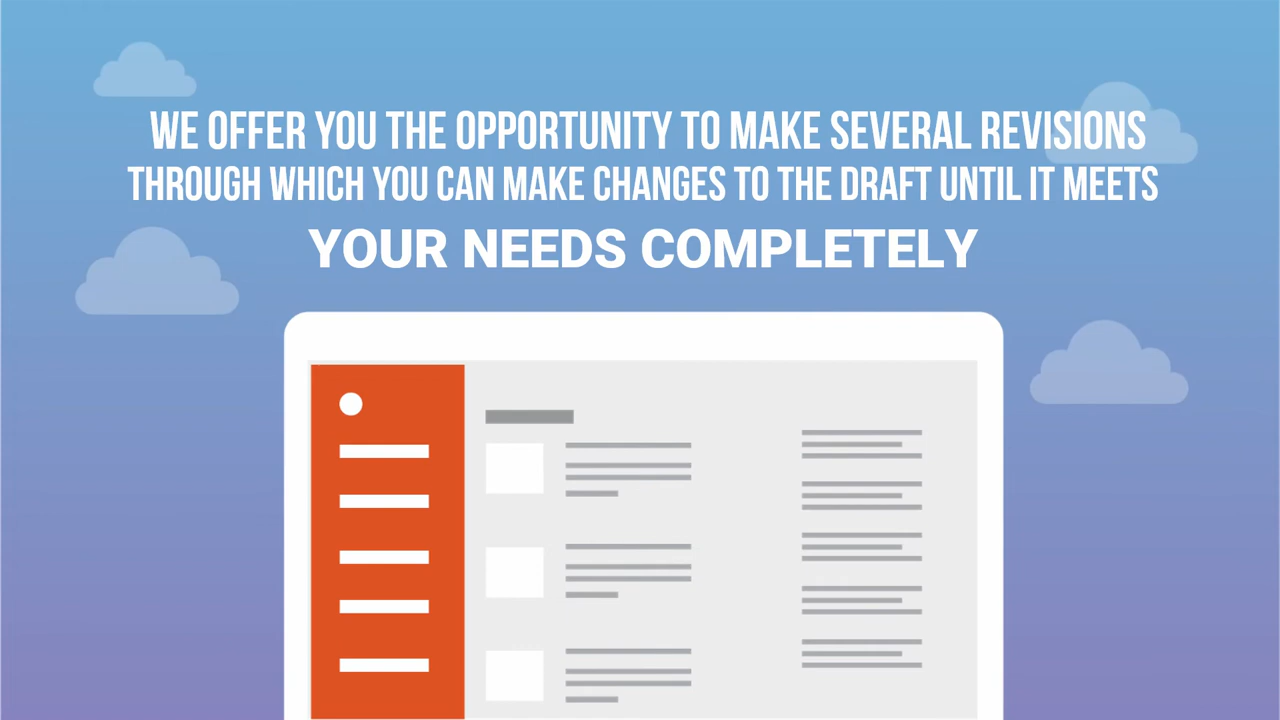 WE OFFER YOU THE OPPORTUNITY TO MAKE SEVERAL REVISIONS
THROUGH WHICH YOU CAN MAKE CHANGES TO THE DRAFT UNTIL IT MEETS
YOUR NEEDS COMPLETELY